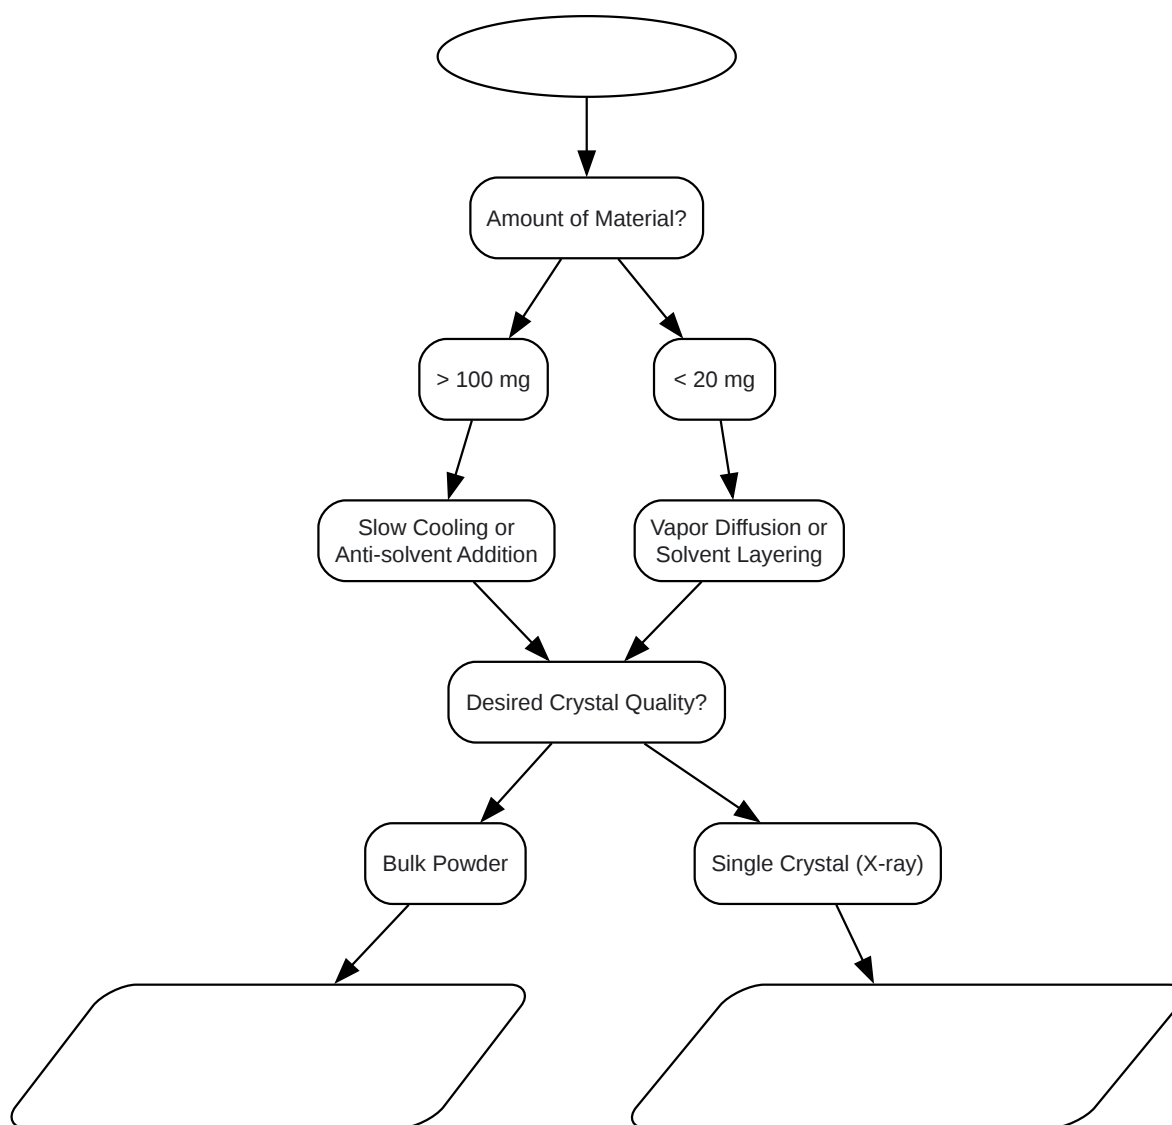 Amount of Material?
> 100 mg
< 20 mg
Slow Cooling or
Anti-solvent Addition
Vapor Diffusion or
Solvent Layering
Desired Crystal Quality?
Bulk Powder
Single Crystal (X-ray)